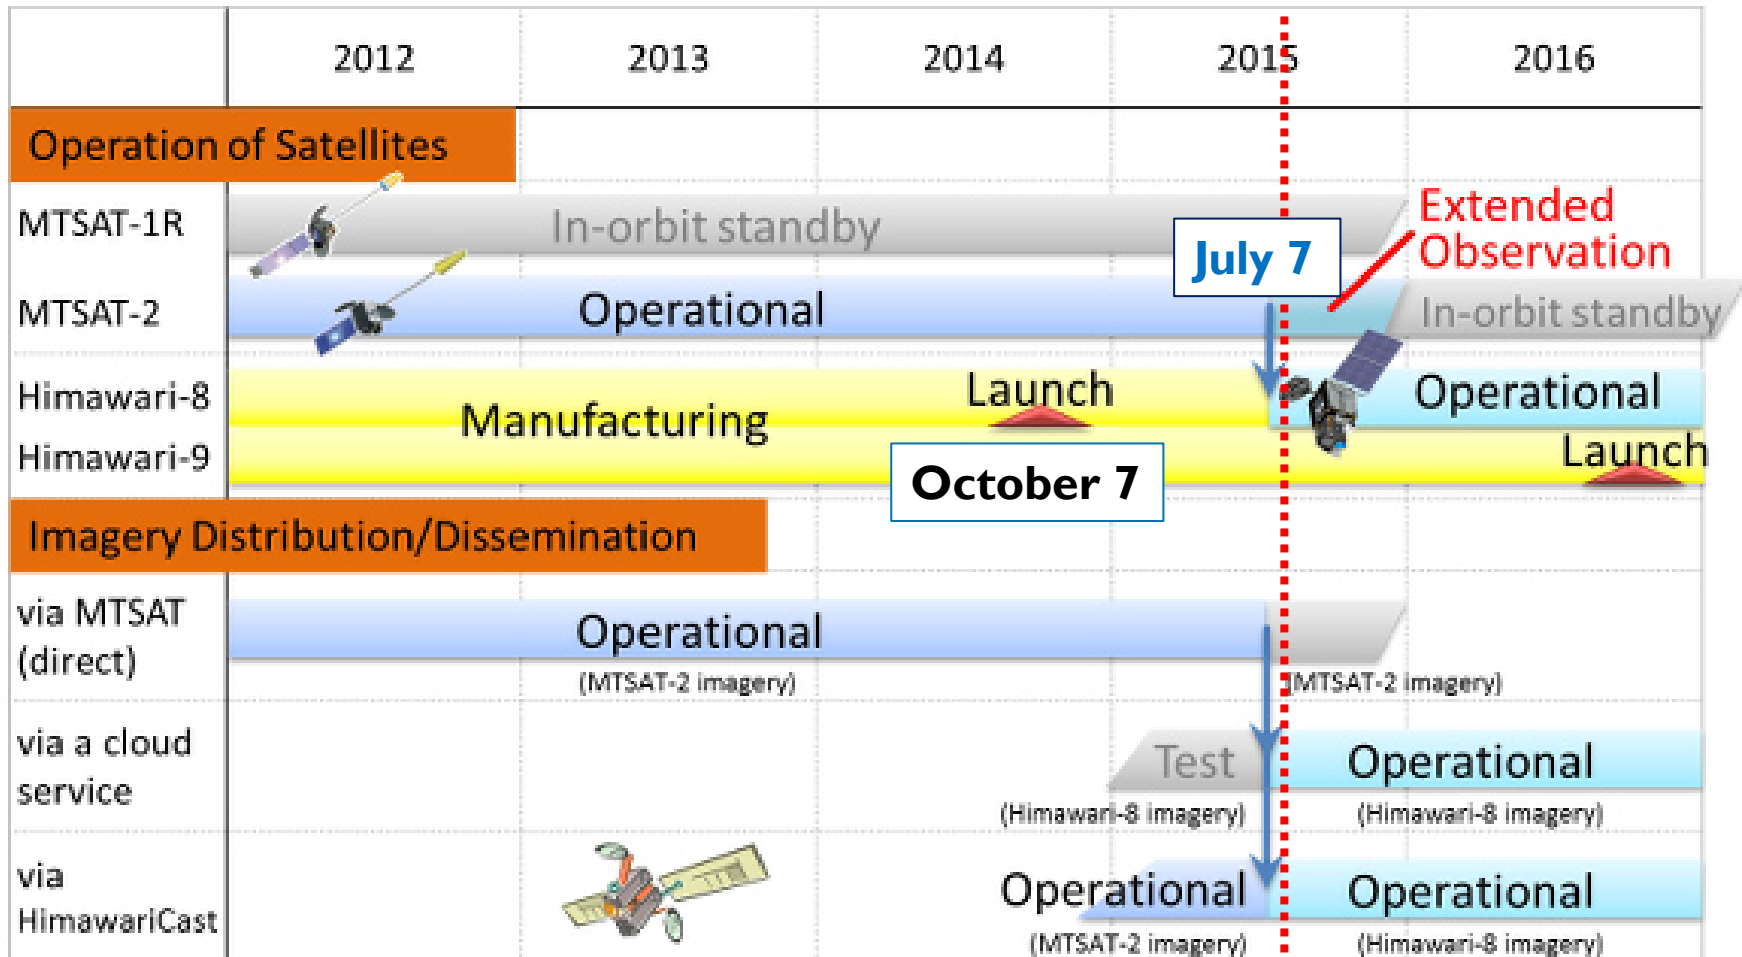 2012 2013 2014 2015 2016
Operation of Satellites
MTSAT-1R
In-orbit standby
Extended
Observation
July 7
MTSAT-2
Operational
In-orbit standby
Himawari-8
Launch
Operational
Manufacturing
Himawari-9
Launch
October 7
Imagery Distribution/Dissemination
via MTSAT
(direct)
Operational
(MTSAT-2 imagery)
(MTSAT-2 imagery)
via a cloud
service
Test
Operational
(Himawari-8 imagery)
(Himawari-8 imagery)
via
HimawariCast
Operational
Operational
(MTSAT-2 imagery)
(Himawari-8 imagery)